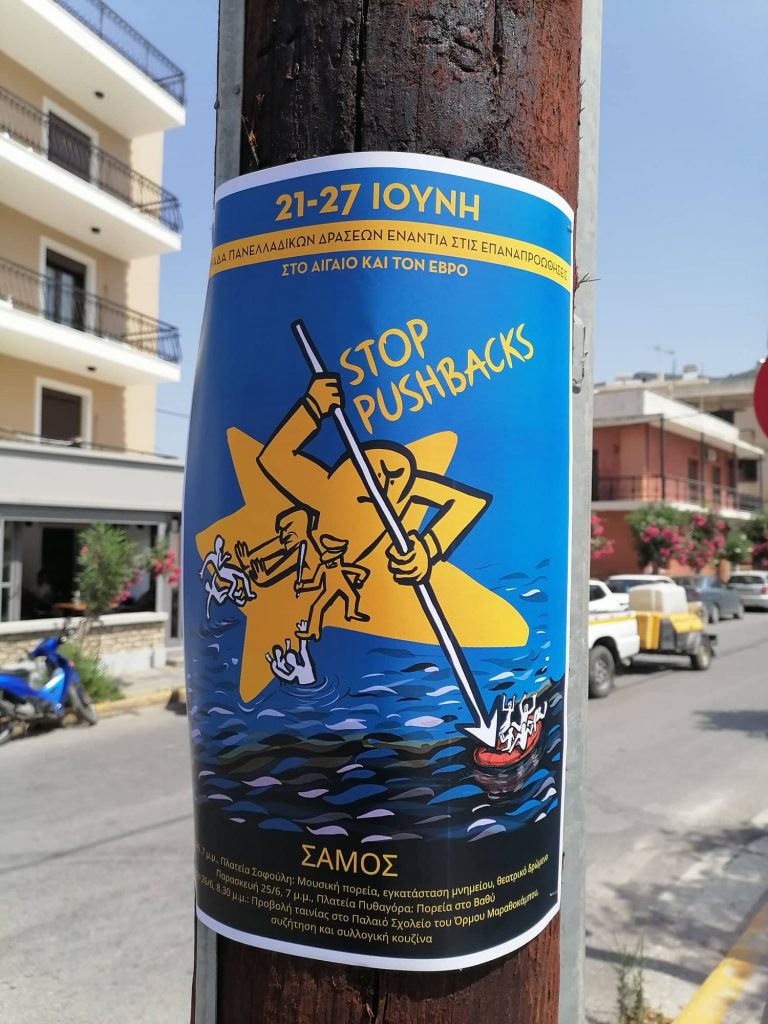 21-27 ΙΟΥΝΗ
ΠΑΝΕΛΛΑΔΙΚΩΝ ΔΡΑΣΕΩΝ ΕΝΑΝΤΙΑ ΣΤΙΣ ΕΠΑΝΑΠΡΟΩΘΗΣΕΙΣ
ΣΤΟ ΑΙΓΑΙΟ ΚΑΙ ΤΟΝ ΕΒΡΟ
STOP
PUSHBACKS
ΣΑΜΟΣ
7 μ.μ., Πλατεία Σοφούλη: Μουσική πορεία, εγκατάσταση μνημείου, θεατρικό δρώμενο
Παρασκευή 25/6, 7 μ.μ., Πλατεία Πυθαγόρα: Πορεία στο Βαθύ
26/6, 8.30 μ.μ.: Προβολή ταινίας στο Παλαιό Σχολείο του Όρμου Μαραθοκάμπου,
συζήτηση και συλλογική κουζίνα